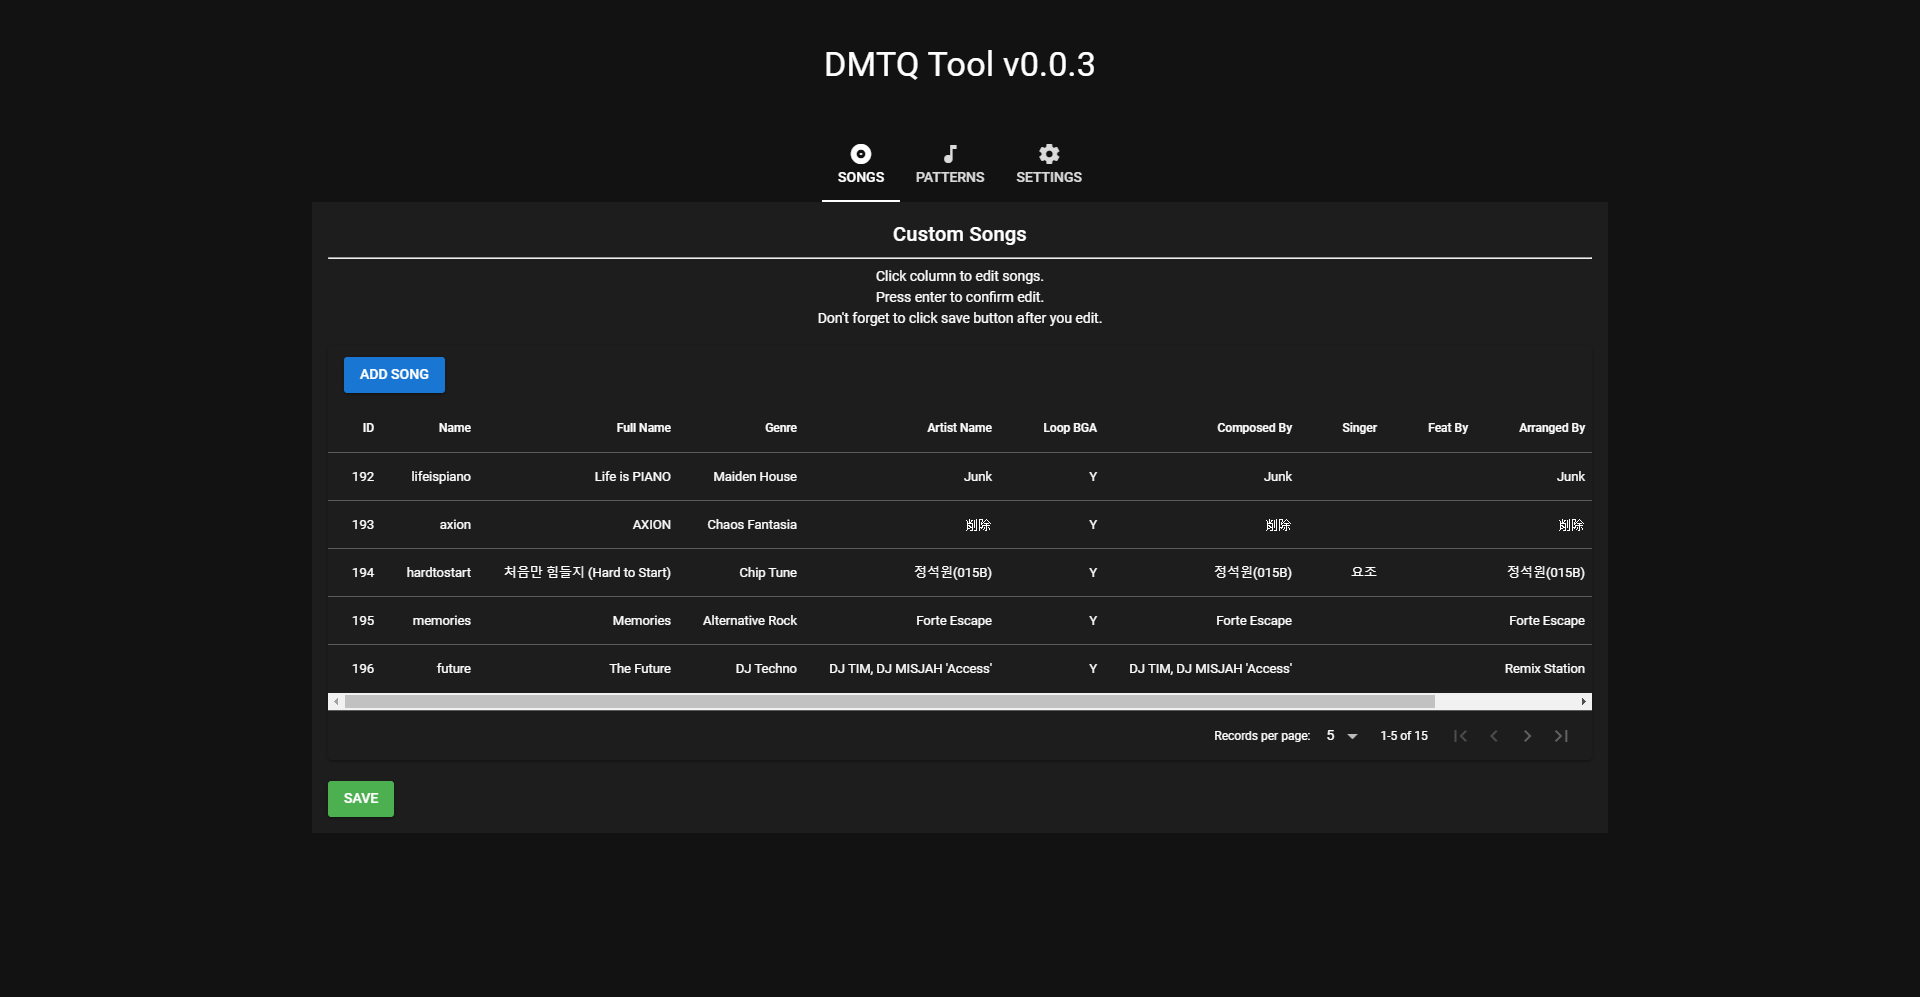 DMTQ Tool v0.0.3
SONGS PATTERNS SETTINGS
Custom Songs
Click column to edit songs.
Press enter to confirm edit.
Don't forget to click save button after you edit.
ADD SONG
ID Name Full Name Genre Artist Name Loop BGA Composed By Singer Feat By Arranged By
192 lifeispiano Life is PIANO Maiden House Junk Y Junk Junk
193 axion AXION Chaos Fantasia 削除 Y 削除 削除
194 hardtostart 처음만 힘들지 (Hard to Start) Chip Tune 정석원(015B) Y 정석원(015B) 요조 정석원(015B)
195 memories Memories Alternative Rock Forte Escape Y Forte Escape Forte Escape
196 future The Future DJ Techno DJ TIM, DJ MISJAH 'Access' Y DJ TIM, DJ MISJAH 'Access' Remix Station
Records per page: 5 1-5 of 15
SAVE